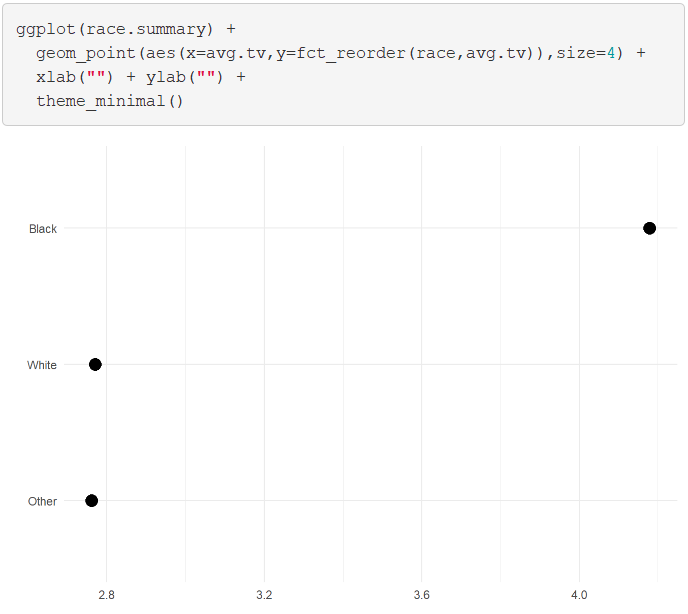 ggplot(race.summary) +
  geom_point(aes(x=avg.tv,y=fct_reorder(race,avg.tv)),size=4) +
  xlab("") + ylab("") +
  theme_minimal()
Black
White
Other
2.8 3.2 3.6 4.0